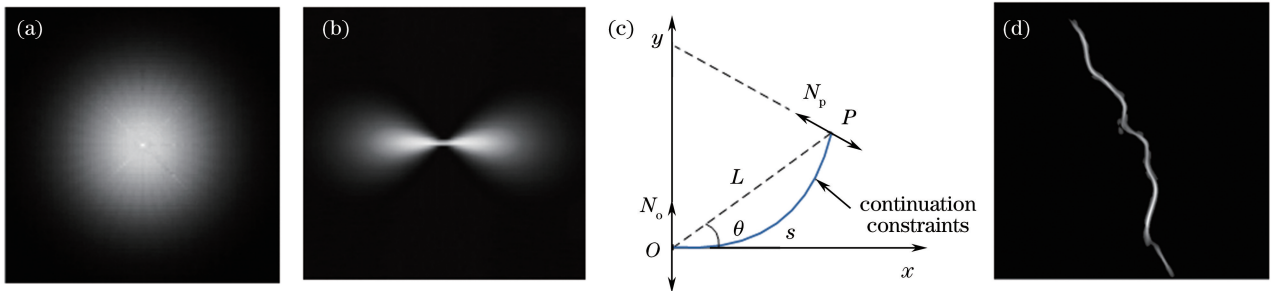 (a)
(b)
(c)
y
N_p
P
L
N_o
θ
s
continuation
constraints
O
x
(d)